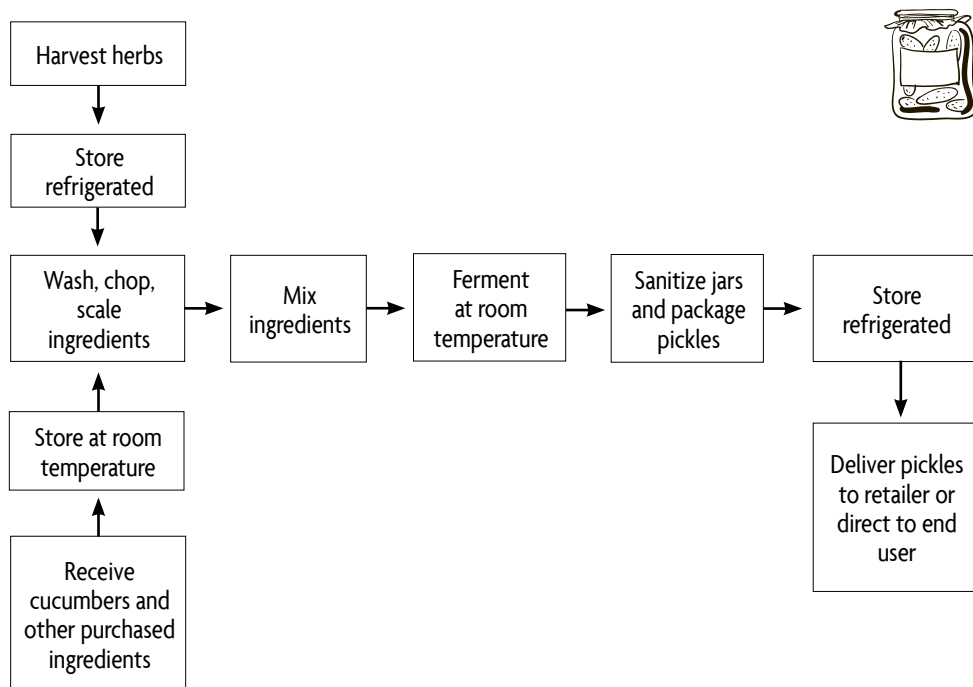 Harvest herbs
Store
refrigerated
Wash, chop,
scale
ingredients
Mix
ingredients
Ferment
at room
temperature
Sanitize jars
and package
pickles
Store
refrigerated
Store at room
temperature
Deliver pickles
to retailer or
direct to end
user
Receive
cucumbers and
other purchased
ingredients